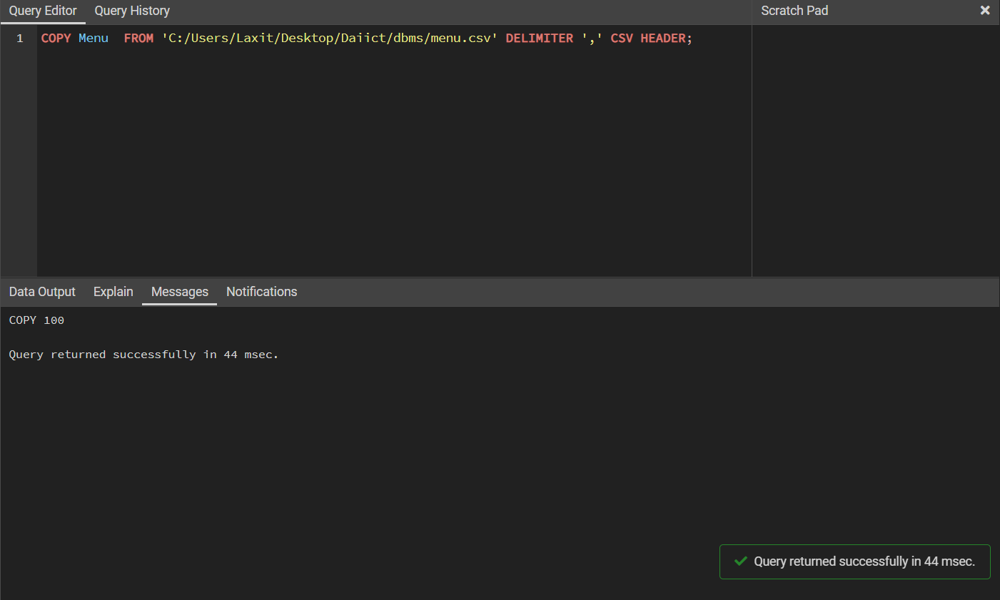 Query Editor Query History Scratch Pad ×
1 COPY Menu  FROM 'C:/Users/Laxit/Desktop/Daiict/dbms/menu.csv' DELIMITER ',' CSV HEADER;
Data Output Explain Messages Notifications
COPY 100
Query returned successfully in 44 msec.
Query returned successfully in 44 msec.